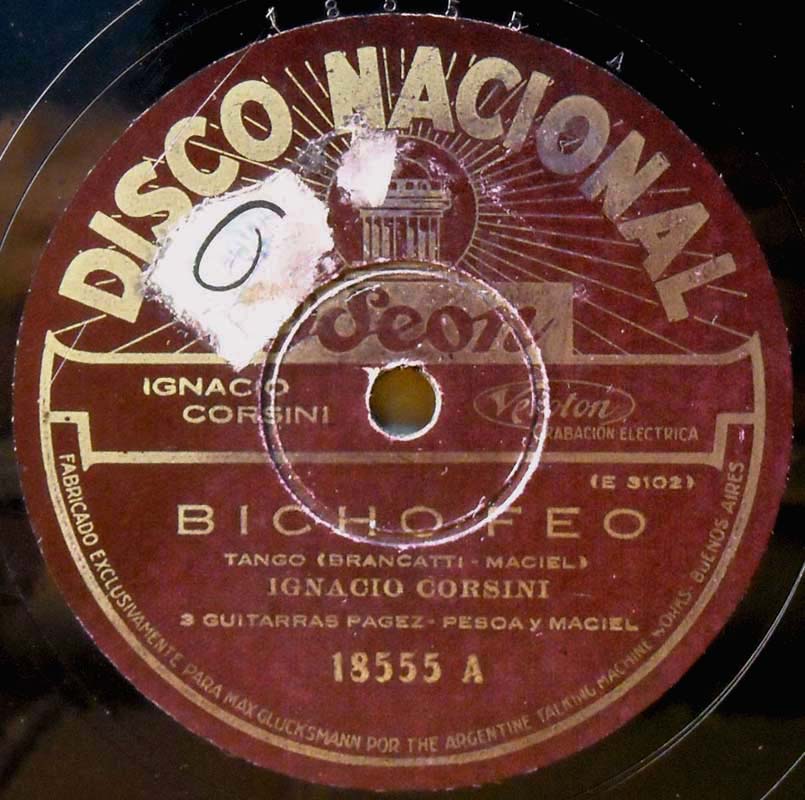 18555 A
DISCO NACIONAL
Odeon
IGNACIO
CORSINI
Veroton
GRABACION ELECTRICA
(E 3102)
BICHO FEO
TANGO (BRANCATTI - MACIEL)
IGNACIO CORSINI
3 GUITARRAS PAGEZ - PESOA y MACIEL
18555 A
FABRICADO EXCLUSIVAMENTE PARA MAX GLUCKSMANN POR THE ARGENTINE TALKING MACHINE WORKS. BUENOS AIRES